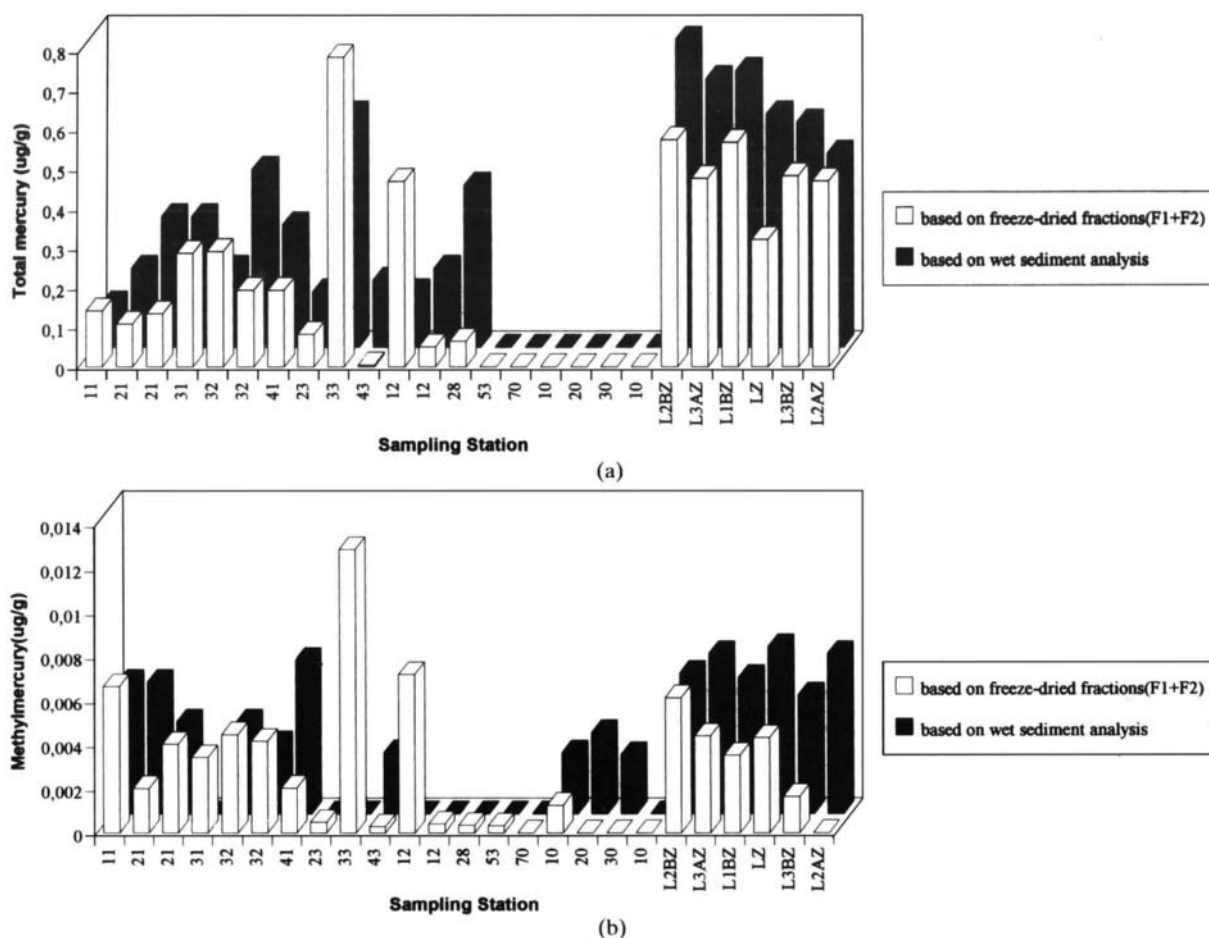 0,8
0,7
0,6
0,5
0,4
0,3
0,2
0,1
0
Total mercury (ug/g)
11 21 21 31 32 32 41 23 33 43 12 12 28 53 70 10 20 30 10 L2BZ L3AZ L1BZ LZ L3BZ L2AZ
Sampling Station
based on freeze-dried fractions(F1+F2)
based on wet sediment analysis
(a)
0,014
0,012
0,01
0,008
0,006
0,004
0,002
0
Methylmercury(ug/g)
11 21 21 31 32 32 41 23 33 43 12 12 28 53 70 10 20 30 10 L2BZ L3AZ L1BZ LZ L3BZ L2AZ
Sampling Station
based on freeze-dried fractions(F1+F2)
based on wet sediment analysis
(b)